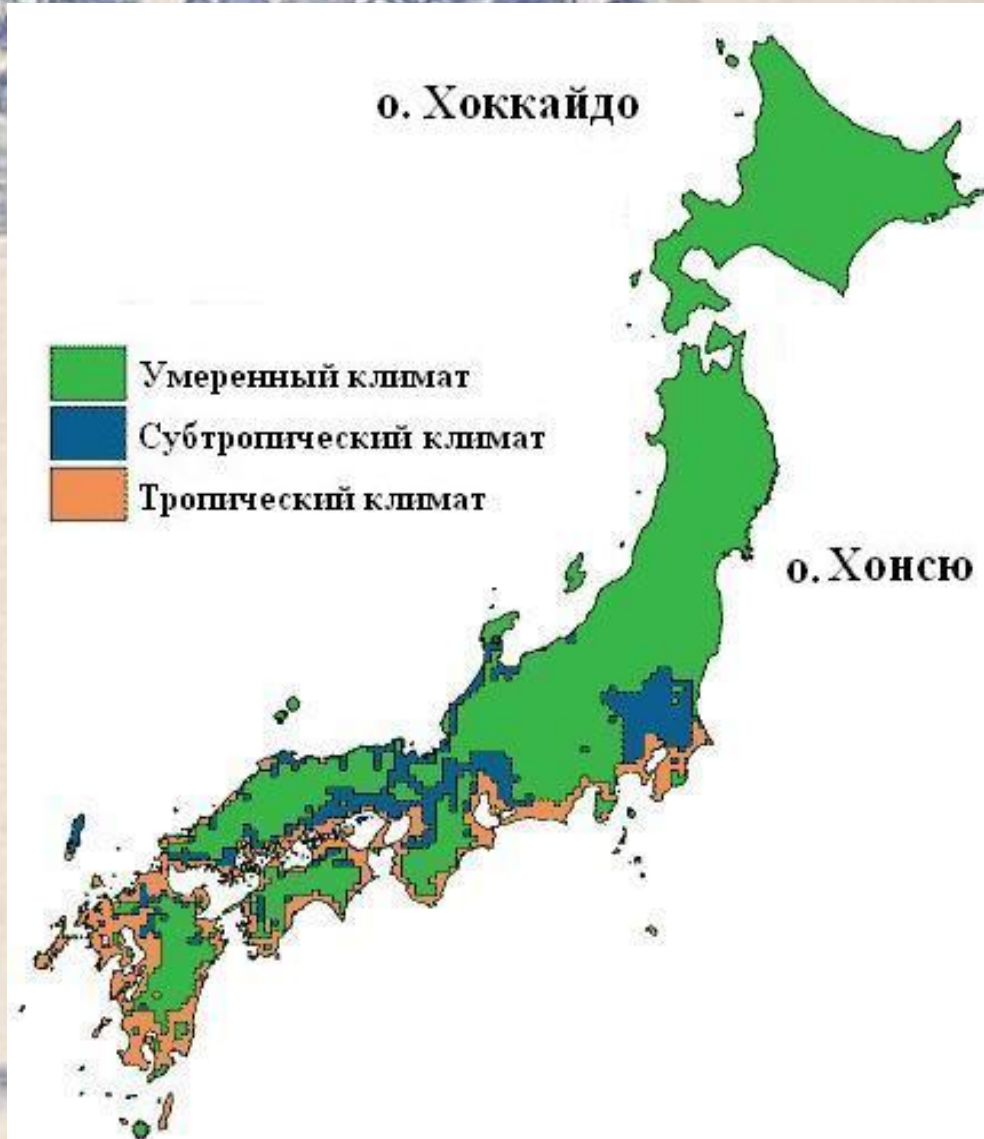 о. Хоккайдо
Умеренный климат
Субтропический климат
Тропический климат
о. Хонсю